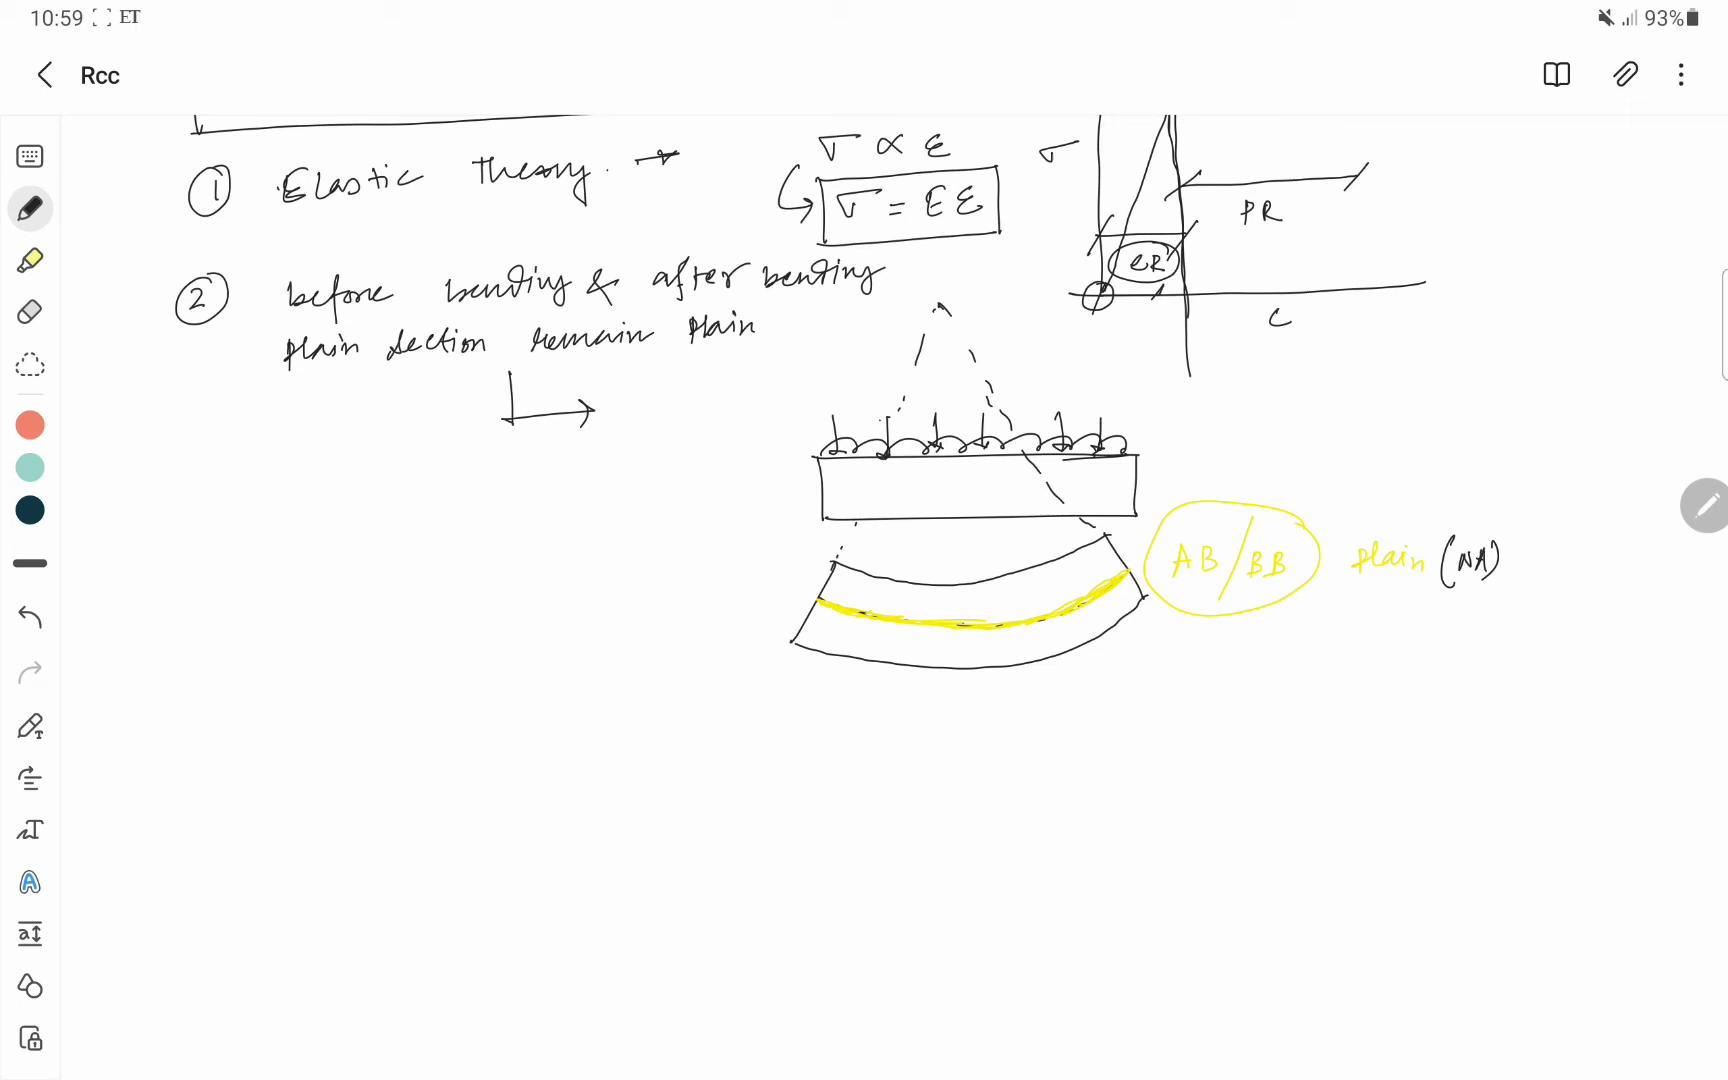 10:59 ET
93%
Rcc
① Elastic Theory. →
σ ∝ ε
σ = E ε
σ
PR
ER
ε
② before bending & after bending
plain section remain plain
AB / BB plain (NA)